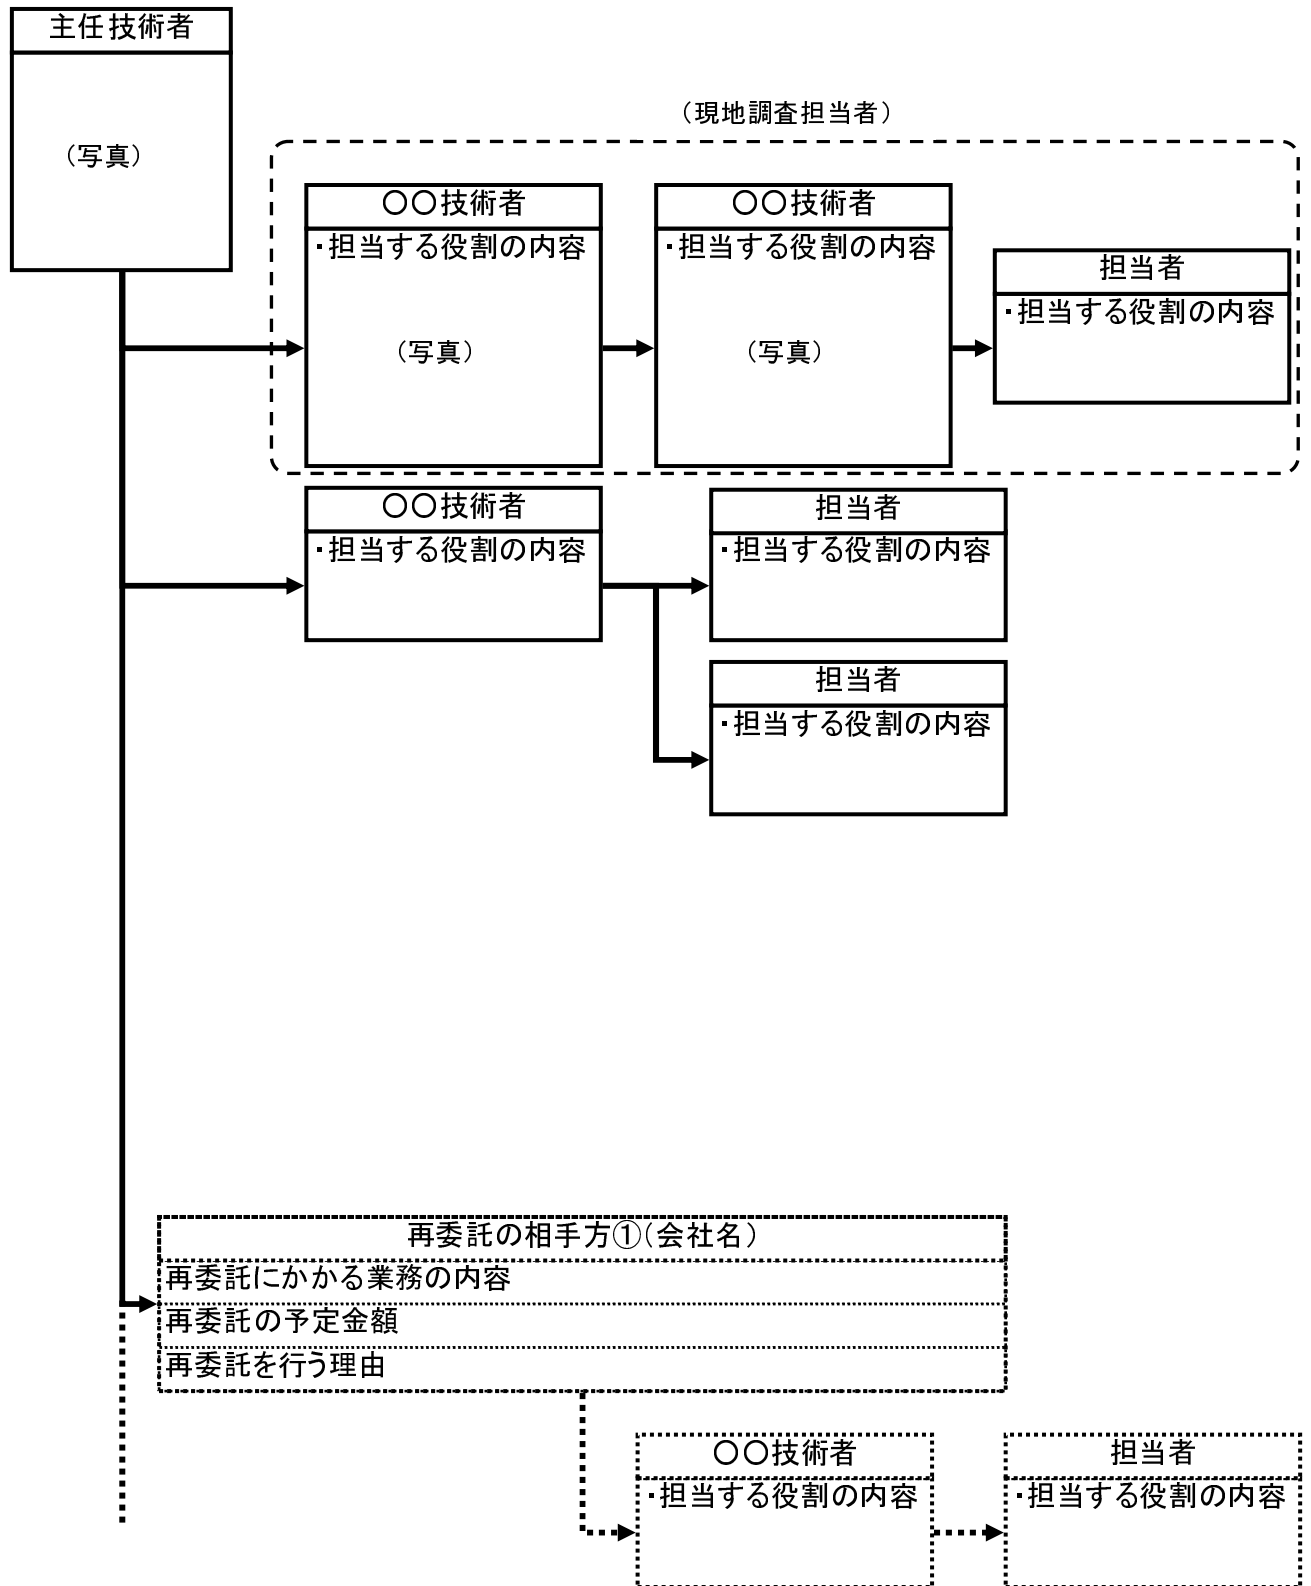 主任技術者
（写真）
（現地調査担当者）
〇〇技術者
・担当する役割の内容
（写真）
〇〇技術者
・担当する役割の内容
（写真）
担当者
・担当する役割の内容
〇〇技術者
・担当する役割の内容
担当者
・担当する役割の内容
担当者
・担当する役割の内容
再委託の相手方①（会社名）
再委託にかかる業務の内容
再委託の予定金額
再委託を行う理由
〇〇技術者
・担当する役割の内容
担当者
・担当する役割の内容